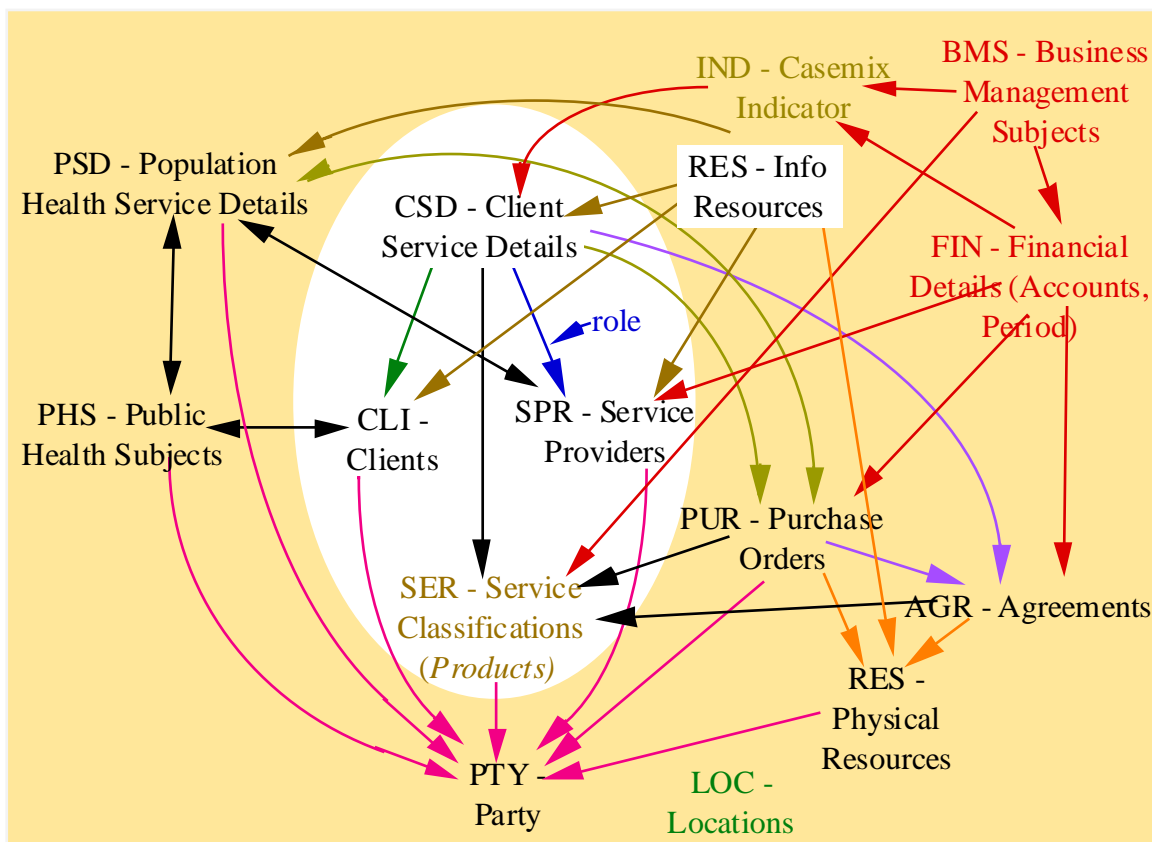 IND - Casemix
Indicator
BMS - Business
Management
Subjects
PSD - Population
Health Service Details
RES - Info
Resources
CSD - Client
Service Details
FIN - Financial
Details (Accounts,
Period)
role
PHS - Public
Health Subjects
CLI -
Clients
SPR - Service
Providers
PUR - Purchase
Orders
SER - Service
Classifications
(Products)
AGR - Agreements
RES -
Physical
Resources
PTY -
Party
LOC -
Locations